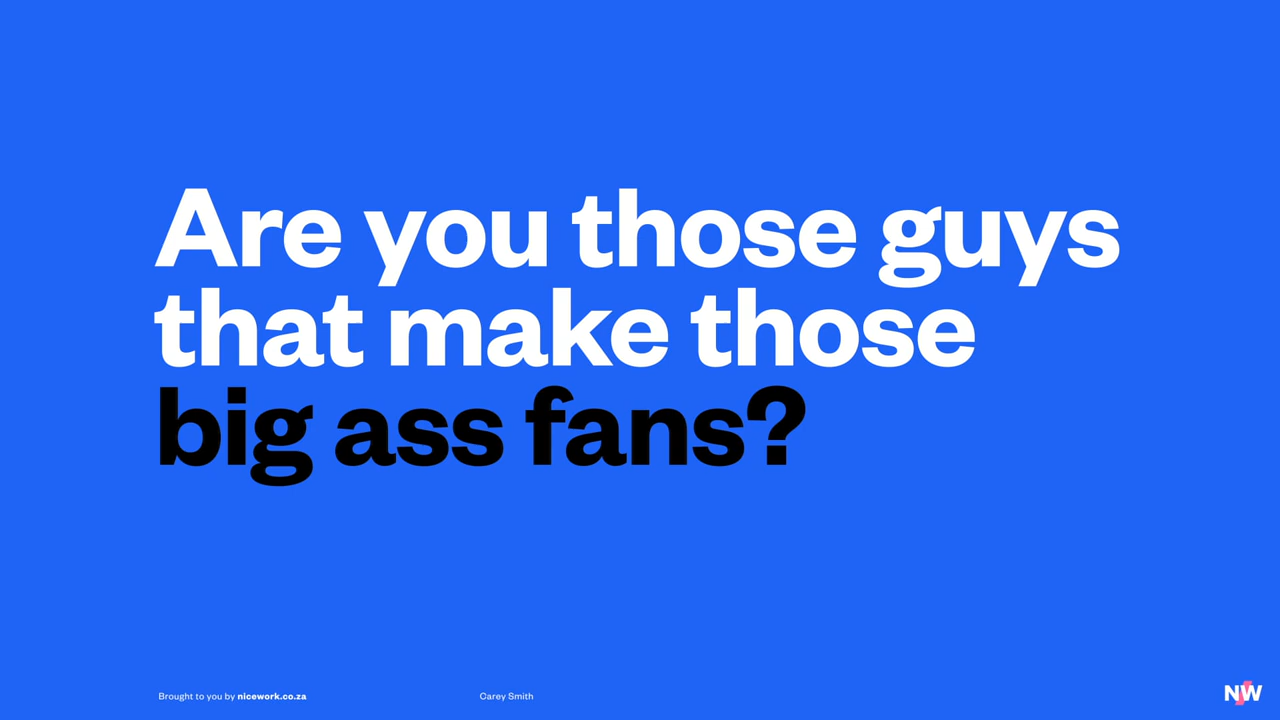 Are you those guys
that make those
big ass fans?
Brought to you by nicework.co.za
Carey Smith
NW